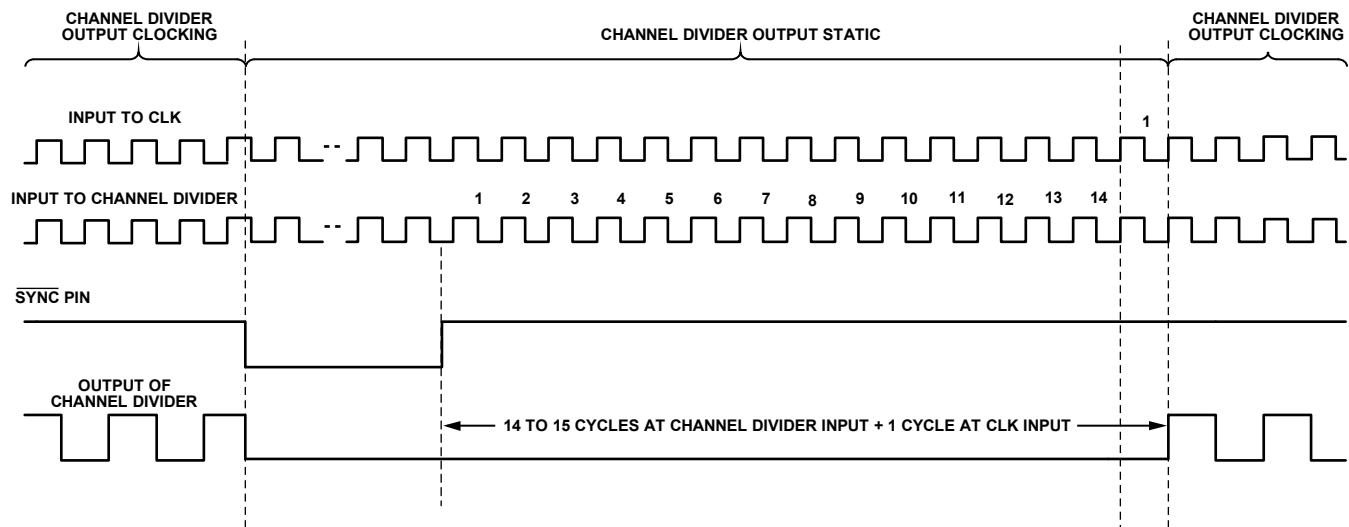 CHANNEL DIVIDER
OUTPUT CLOCKING
CHANNEL DIVIDER OUTPUT STATIC
CHANNEL DIVIDER
OUTPUT CLOCKING
INPUT TO CLK
1
INPUT TO CHANNEL DIVIDER
1 2 3 4 5 6 7 8 9 10 11 12 13 14
SYNC PIN
OUTPUT OF
CHANNEL DIVIDER
14 TO 15 CYCLES AT CHANNEL DIVIDER INPUT + 1 CYCLE AT CLK INPUT